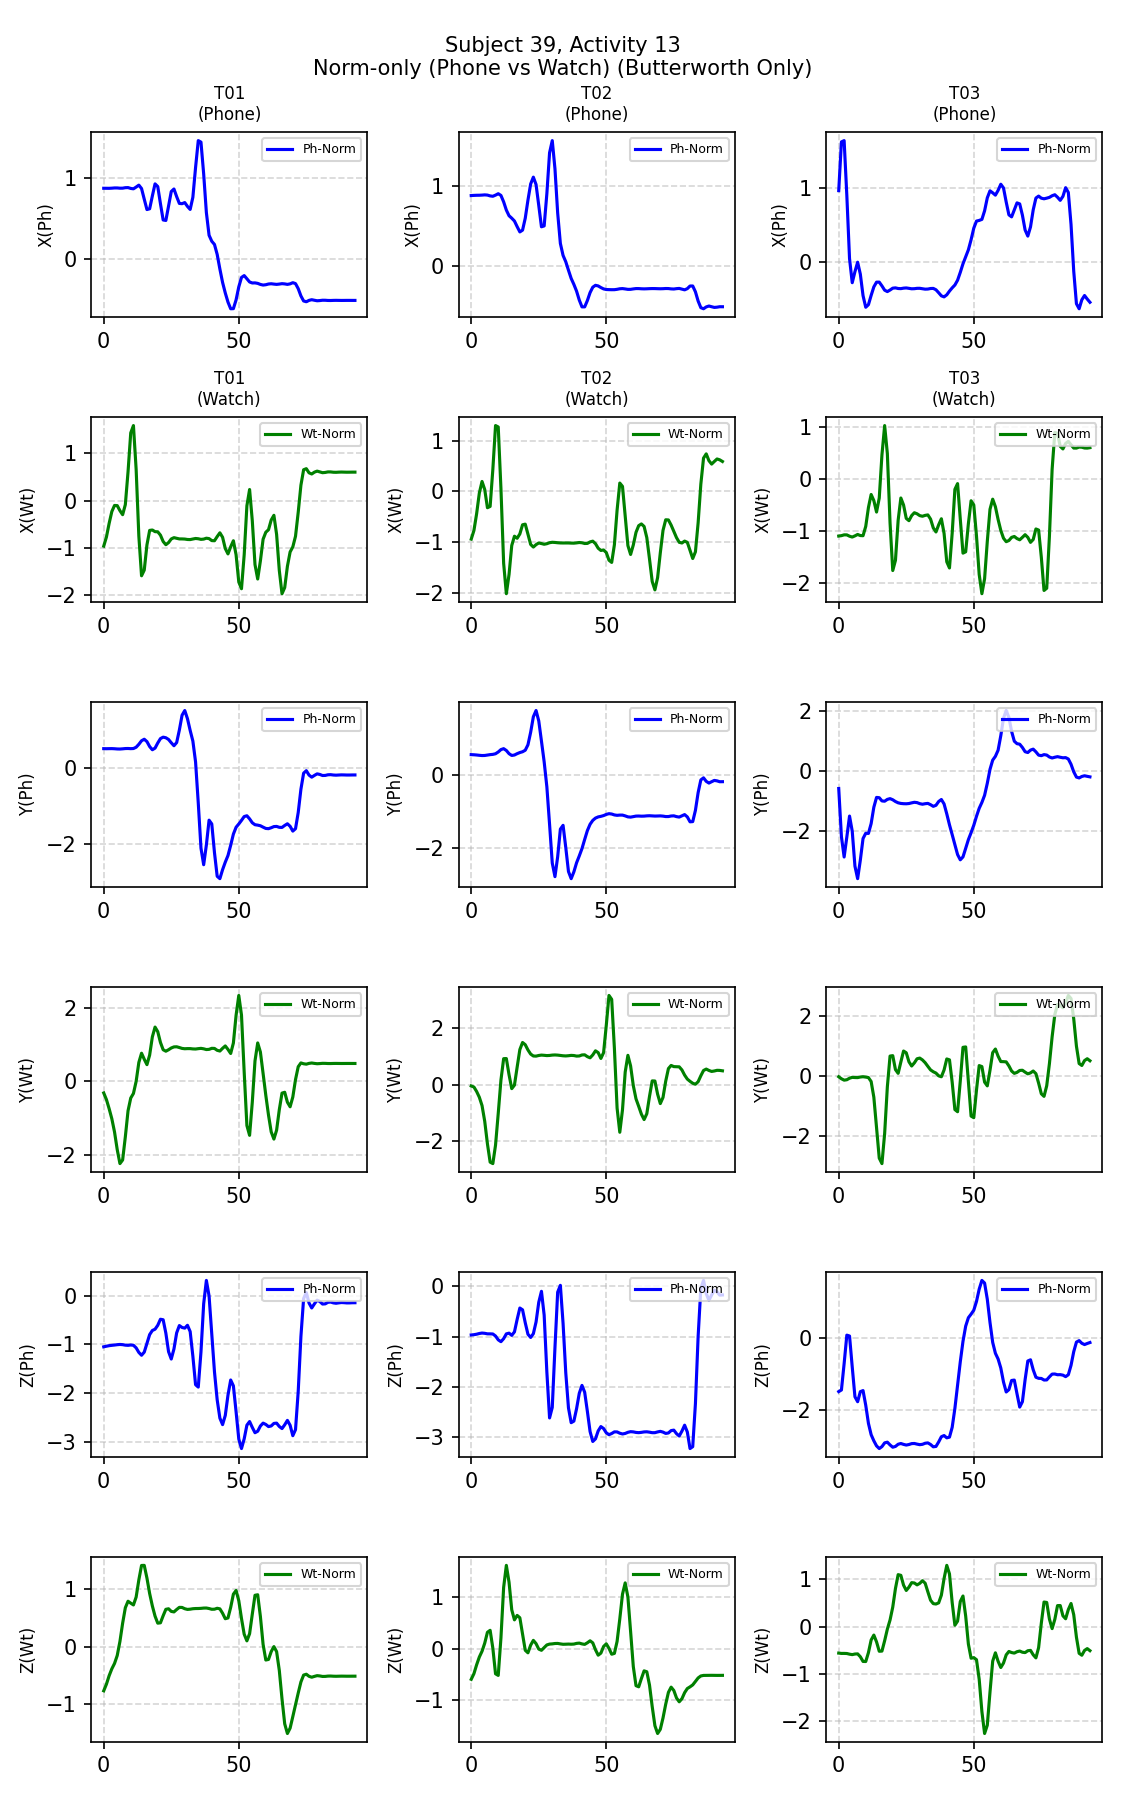 Subject 39, Activity 13
Norm-only (Phone vs Watch) (Butterworth Only)
T01
(Phone)
T02
(Phone)
T03
(Phone)
X(Ph)
1
0
0
50
Ph-Norm
X(Ph)
1
0
0
50
Ph-Norm
X(Ph)
1
0
0
50
Ph-Norm
T01
(Watch)
T02
(Watch)
T03
(Watch)
X(Wt)
1
0
−1
−2
0
50
Wt-Norm
X(Wt)
1
0
−1
−2
0
50
Wt-Norm
X(Wt)
1
0
−1
−2
0
50
Wt-Norm
Y(Ph)
0
−2
0
50
Ph-Norm
Y(Ph)
0
−2
0
50
Ph-Norm
Y(Ph)
2
0
−2
0
50
Ph-Norm
Y(Wt)
2
0
−2
0
50
Wt-Norm
Y(Wt)
2
0
−2
0
50
Wt-Norm
Y(Wt)
2
0
−2
0
50
Wt-Norm
Z(Ph)
0
−1
−2
−3
0
50
Ph-Norm
Z(Ph)
0
−1
−2
−3
0
50
Ph-Norm
Z(Ph)
0
−2
0
50
Ph-Norm
Z(Wt)
1
0
−1
0
50
Wt-Norm
Z(Wt)
1
0
−1
0
50
Wt-Norm
Z(Wt)
1
0
−1
−2
0
50
Wt-Norm